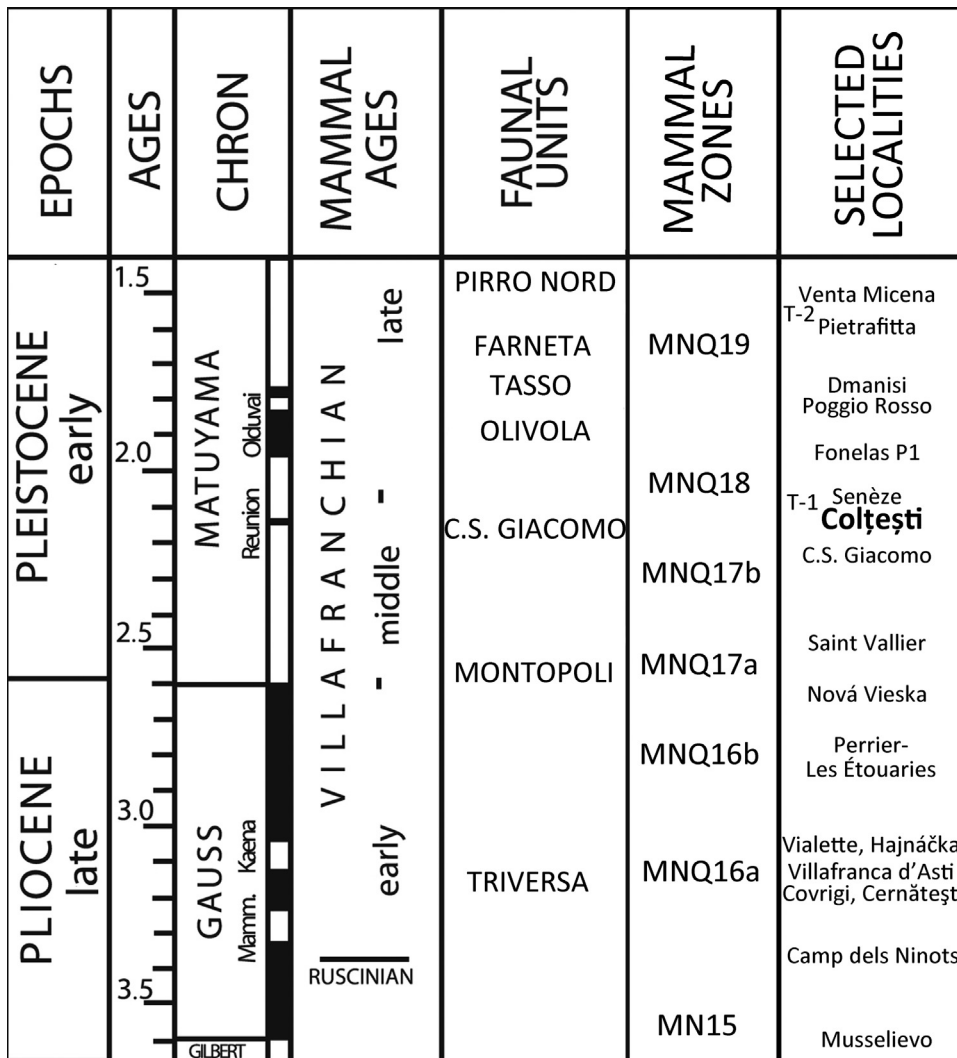 EPOCHS
AGES
CHRON
MAMMAL
AGES
FAUNAL
UNITS
MAMMAL
ZONES
SELECTED
LOCALITIES
PLEISTOCENE
early
PLIOCENE
late
1.5
2.0
2.5
3.0
3.5
MATUYAMA
Olduvai
Reunion
GAUSS
Kaena
Mamm.
GILBERT
VILLAFRANCHIAN
late
-
middle
-
early
RUSCINIAN
PIRRO NORD
FARNETA
TASSO
OLIVOLA
C.S. GIACOMO
MONTOPOLI
TRIVERSA
MNQ19
MNQ18
MNQ17b
MNQ17a
MNQ16b
MNQ16a
MN15
Venta Micena
T-2
Pietrafitta
Dmanisi
Poggio Rosso
Fonelas P1
T-1 Senèze
Colțești
C.S. Giacomo
Saint Vallier
Nová Vieska
Perrier-
Les Étouaries
Vialette, Hajnáčka
Villafranca d'Asti
Covrigi, Cernăteşt
Camp dels Ninots
Musselievo